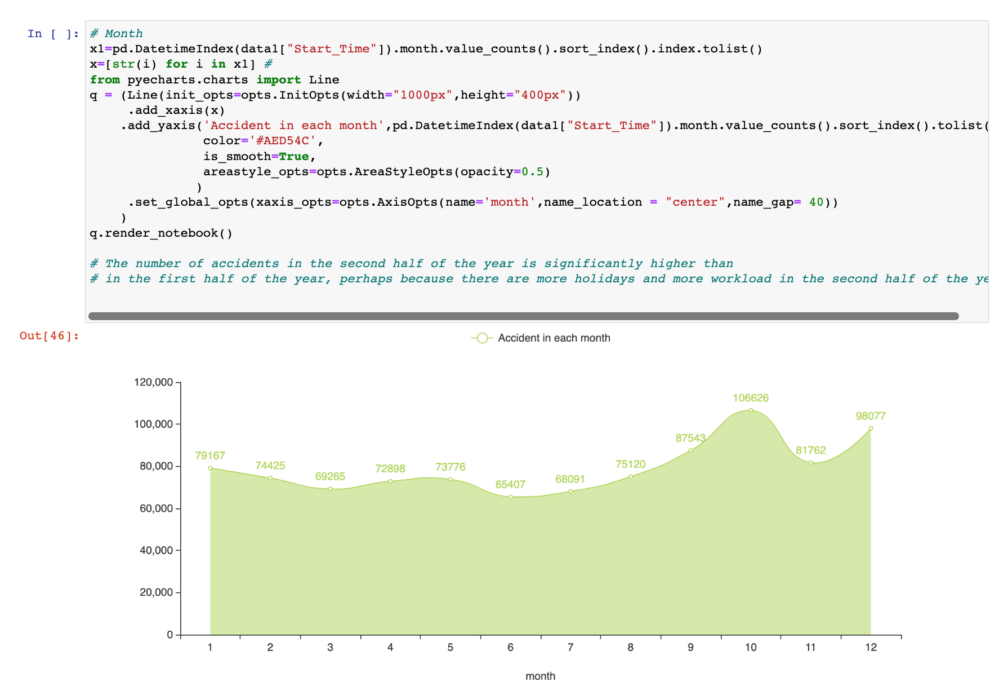 In [ ]:
# Month
x1=pd.DatetimeIndex(data1["Start_Time"]).month.value_counts().sort_index().index.tolist()
x=[str(i) for i in x1] #
from pyecharts.charts import Line
q = (Line(init_opts=opts.InitOpts(width="1000px",height="400px"))
     .add_xaxis(x)
    .add_yaxis('Accident in each month',pd.DatetimeIndex(data1["Start_Time"]).month.value_counts().sort_index().tolist(
               color='#AED54C',
               is_smooth=True,
               areastyle_opts=opts.AreaStyleOpts(opacity=0.5)
              )
     .set_global_opts(xaxis_opts=opts.AxisOpts(name='month',name_location = "center",name_gap= 40))
    )
q.render_notebook()
# The number of accidents in the second half of the year is significantly higher than
# in the first half of the year, perhaps because there are more holidays and more workload in the second half of the ye
Out[46]:
Accident in each month
120,000
100,000
80,000
60,000
40,000
20,000
0
79167
74425
69265
72898
73776
65407
68091
75120
87543
106626
81762
98077
1 2 3 4 5 6 7 8 9 10 11 12
month